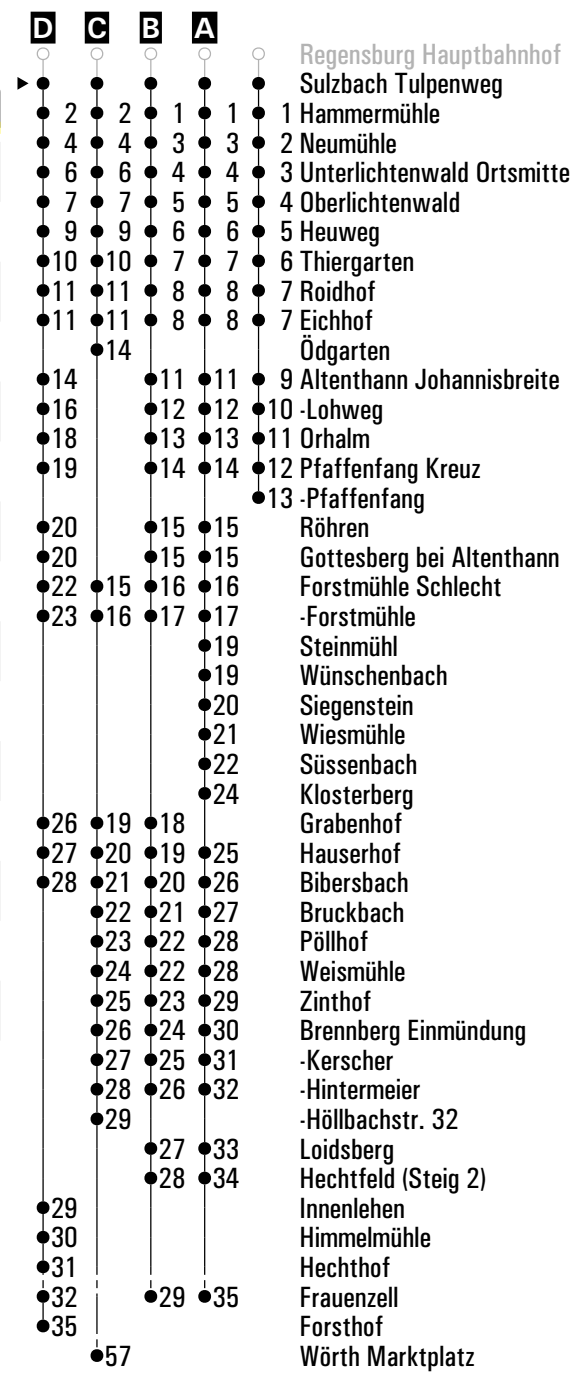 D C B A
Regensburg Hauptbahnhof
Sulzbach Tulpenweg
2 2 1 1 1 Hammermühle
4 4 3 3 2 Neumühle
6 6 4 4 3 Unterlichtenwald Ortsmitte
7 7 5 5 4 Oberlichtenwald
9 9 6 6 5 Heuweg
10 10 7 7 6 Thiergarten
11 11 8 8 7 Roidhof
11 11 8 8 7 Eichhof
14 Ödgarten
14 11 11 9 Altenthann Johannisbreite
16 12 12 10 -Lohweg
18 13 13 11 Orhalm
19 14 14 12 Pfaffenfang Kreuz
13 -Pfaffenfang
20 15 15 Röhren
20 15 15 Gottesberg bei Altenthann
22 15 16 16 Forstmühle Schlecht
23 16 17 17 -Forstmühle
19 Steinmühl
19 Wünschenbach
20 Siegenstein
21 Wiesmühle
22 Süssenbach
24 Klosterberg
26 19 18 Grabenhof
27 20 19 25 Hauserhof
28 21 20 26 Bibersbach
22 21 27 Bruckbach
23 22 28 Pöllhof
24 22 28 Weismühle
25 23 29 Zinthof
26 24 30 Brennberg Einmündung
27 25 31 -Kerscher
28 26 32 -Hintermeier
29 -Höllbachstr. 32
27 33 Loidsberg
28 34 Hechtfeld (Steig 2)
29 Innenlehen
30 Himmelmühle
31 Hechthof
32 29 35 Frauenzell
35 Forsthof
57 Wörth Marktplatz